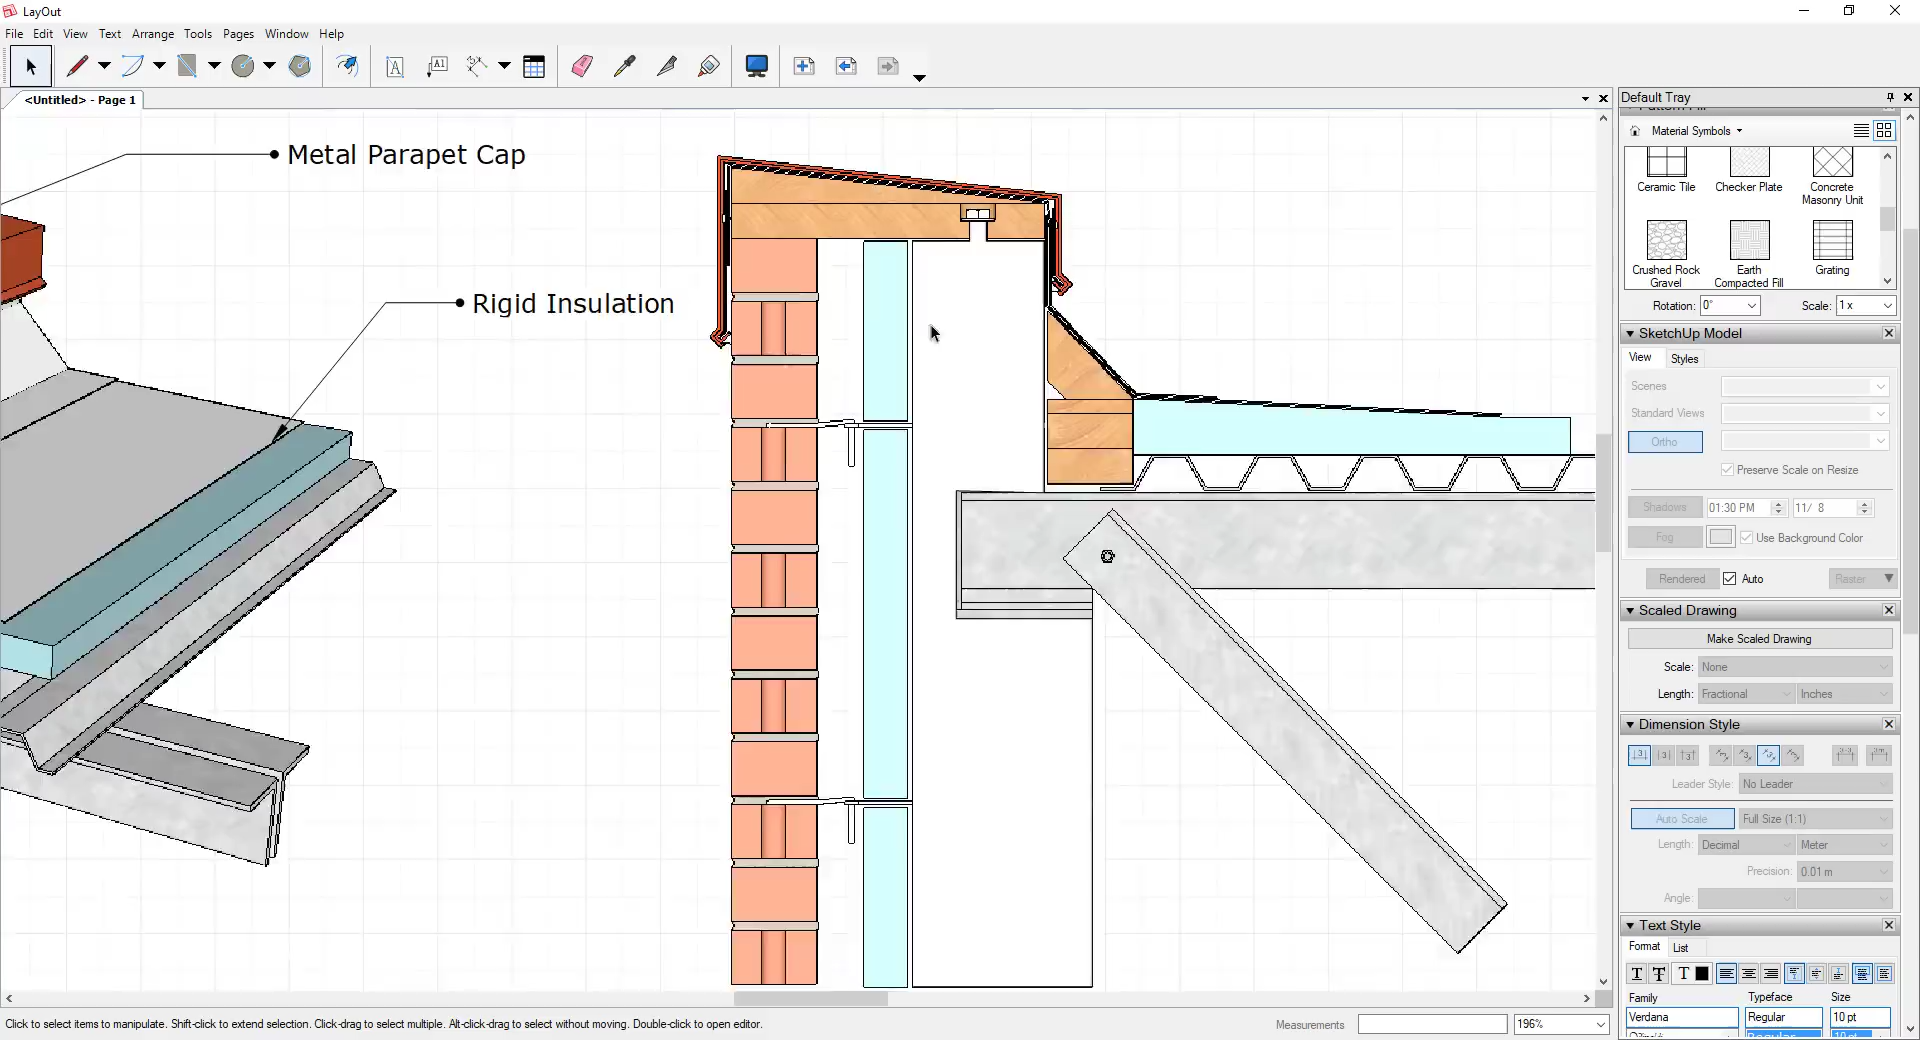 LayOut
File Edit View Text Arrange Tools Pages Window Help
<Untitled> - Page 1
Metal Parapet Cap
Rigid Insulation
Default Tray
Material Symbols
Ceramic Tile Checker Plate Concrete
Masonry Unit
Crushed Rock Earth Grating
Gravel Compacted Fill
Rotation: 0° Scale: 1 x
SketchUp Model
View Styles
Scenes
Standard Views
Ortho
Preserve Scale on Resize
Shadows 01:30 PM 11/ 8
Fog Use Background Color
Rendered Auto Raster
Scaled Drawing
Make Scaled Drawing
Scale: None
Length: Fractional Inches
Dimension Style
Leader Style: No Leader
Auto Scale Full Size (1:1)
Length: Decimal Meter
Precision: 0.01 m
Angle:
Text Style
Format List
Family Typeface Size
Verdana Regular 10 pt
Click to select items to manipulate. Shift-click to extend selection. Click-drag to select multiple. Alt-click-drag to select without moving. Double-click to open editor.
Measurements 196%